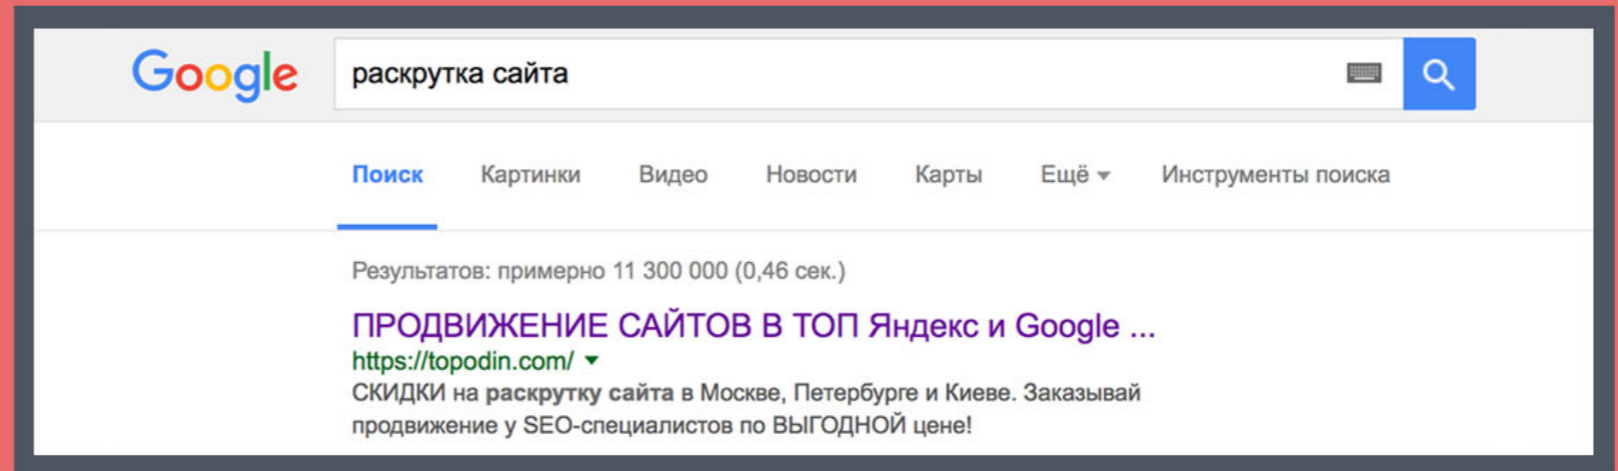 Google раскрутка сайта
Поиск Картинки Видео Новости Карты Ещё Инструменты поиска
Результатов: примерно 11 300 000 (0,46 сек.)
ПРОДВИЖЕНИЕ САЙТОВ В ТОП Яндекс и Google ...
https://topodin.com/
СКИДКИ на раскрутку сайта в Москве, Петербурге и Киеве. Заказывай
продвижение у SEO-специалистов по ВЫГОДНОЙ цене!